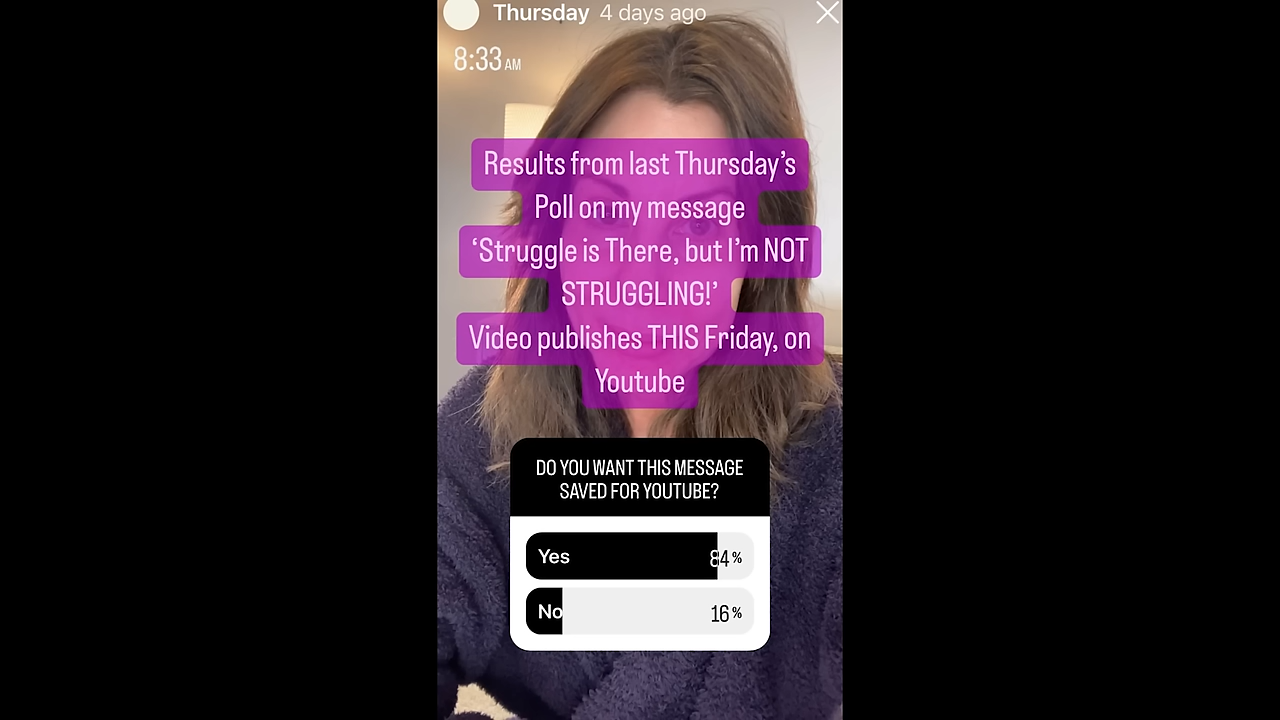 Thursday 4 days ago
8:33 AM
Results from last Thursday's
Poll on my message
‘Struggle is There, but I'm NOT
STRUGGLING!’
Video publishes THIS Friday, on
Youtube
DO YOU WANT THIS MESSAGE
SAVED FOR YOUTUBE?
Yes 84%
No 16%